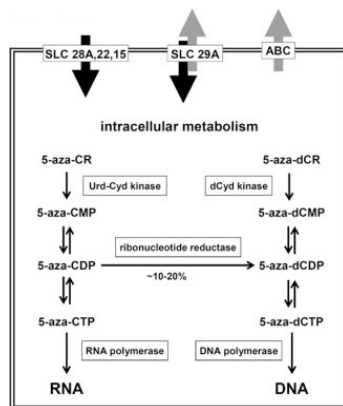 SLC 28A,22,15 SLC 29A ABC
intracellular metabolism
5-aza-CR 5-aza-dCR
Urd-Cyd kinase dCyd kinase
5-aza-CMP 5-aza-dCMP
ribonucleotide reductase
5-aza-CDP 5-aza-dCDP
~10-20%
5-aza-CTP 5-aza-dCTP
RNA polymerase DNA polymerase
RNA DNA